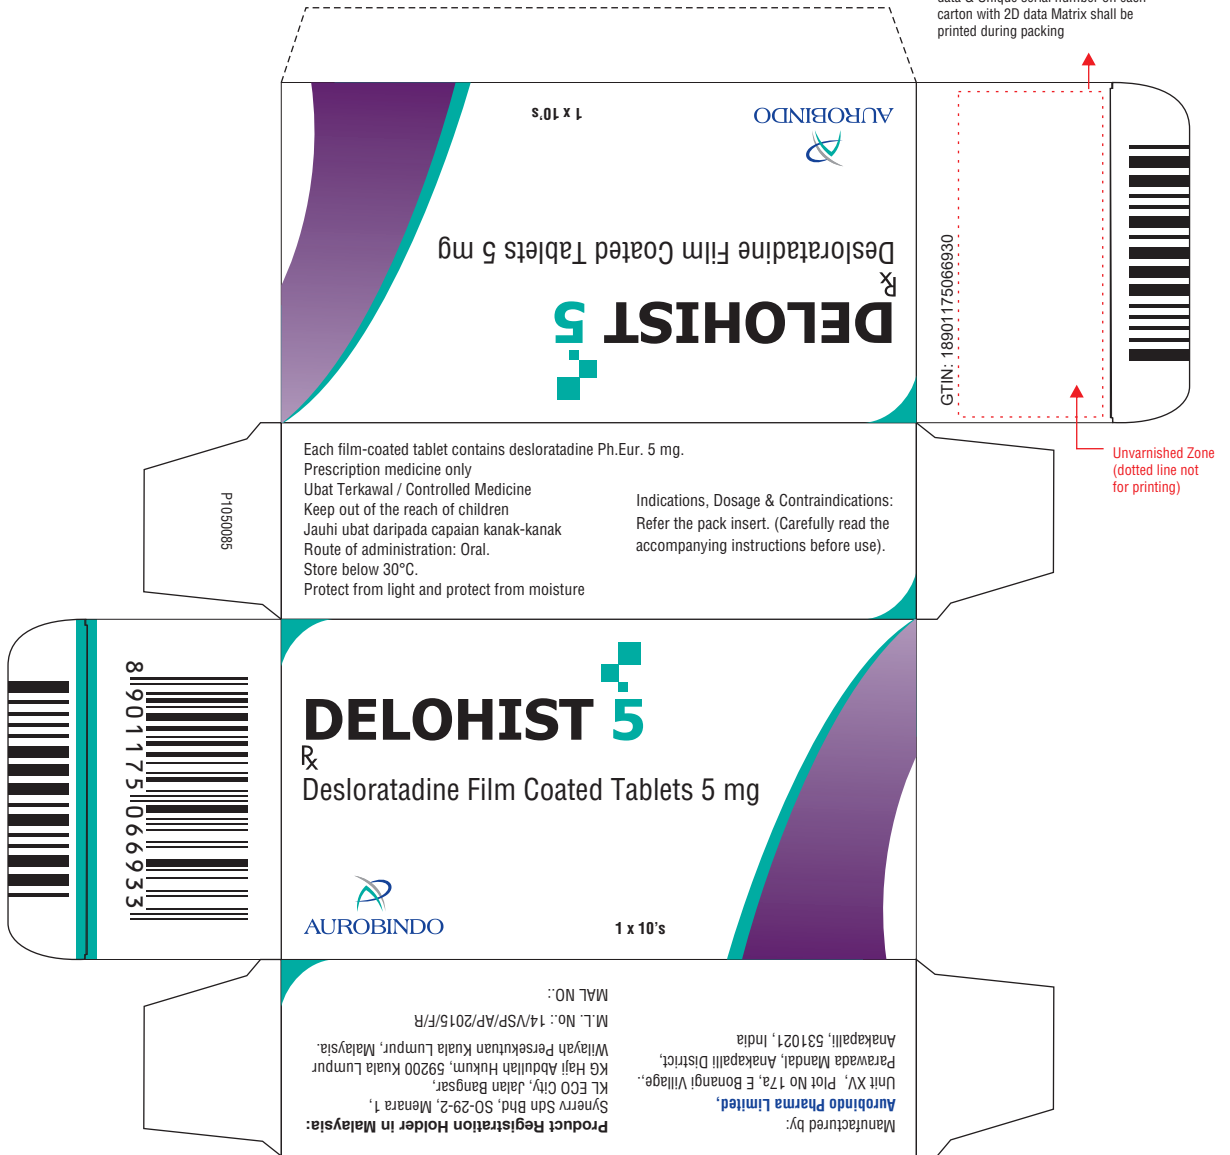 carton with 2D data Matrix shall be
printed during packing
1 x 10's
AUROBINDO
Desloratadine Film Coated Tablets 5 mg
Rx
DELOHIST 5
GTIN: 18901175066930
Unvarnished Zone
(dotted line not
for printing)
P1050085
Each film-coated tablet contains desloratadine Ph.Eur. 5 mg.
Prescription medicine only
Ubat Terkawal / Controlled Medicine
Keep out of the reach of children
Jauhi ubat daripada capaian kanak-kanak
Route of administration: Oral.
Store below 30°C.
Protect from light and protect from moisture
Indications, Dosage & Contraindications:
Refer the pack insert. (Carefully read the
accompanying instructions before use).
8 901175 066933
DELOHIST 5
Rx
Desloratadine Film Coated Tablets 5 mg
AUROBINDO
1 x 10's
Product Registration Holder in Malaysia:
Synerrv Sdn Bhd, SO-29-2, Menara 1,
KL ECO City, Jalan Bangsar,
KG Haji Abdullah Hukum, 59200 Kuala Lumpur
Wilayah Persekutuan Kuala Lumpur, Malaysia.
M.L. No.: 14/VSP/AP/2015/F/R
MAL NO.:
Manufactured by:
Aurobindo Pharma Limited,
Unit XV, Plot No 17a, E Bonangi Village,.
Parawada Mandal, Anakapalli District,
Anakapalli, 531021, India